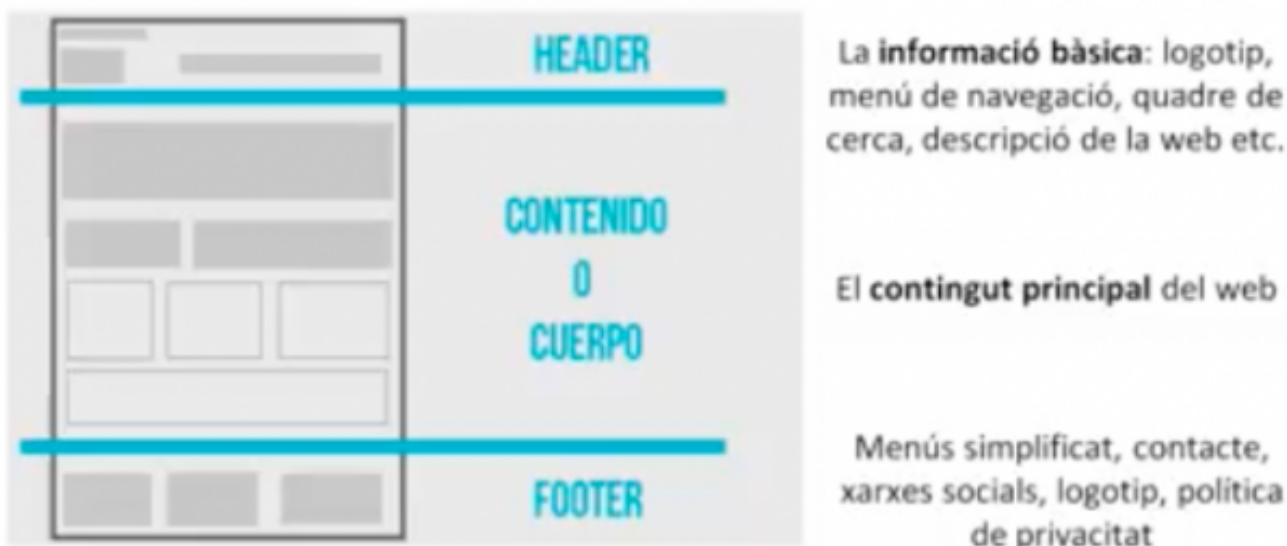 HEADER
La informació bàsica: logotip,
menú de navegació, quadre de
cerca, descripció de la web etc.
CONTENIDO
O
CUERPO
El contingut principal del web
FOOTER
Menús simplificat, contacte,
xarxes socials, logotip, política
de privacitat